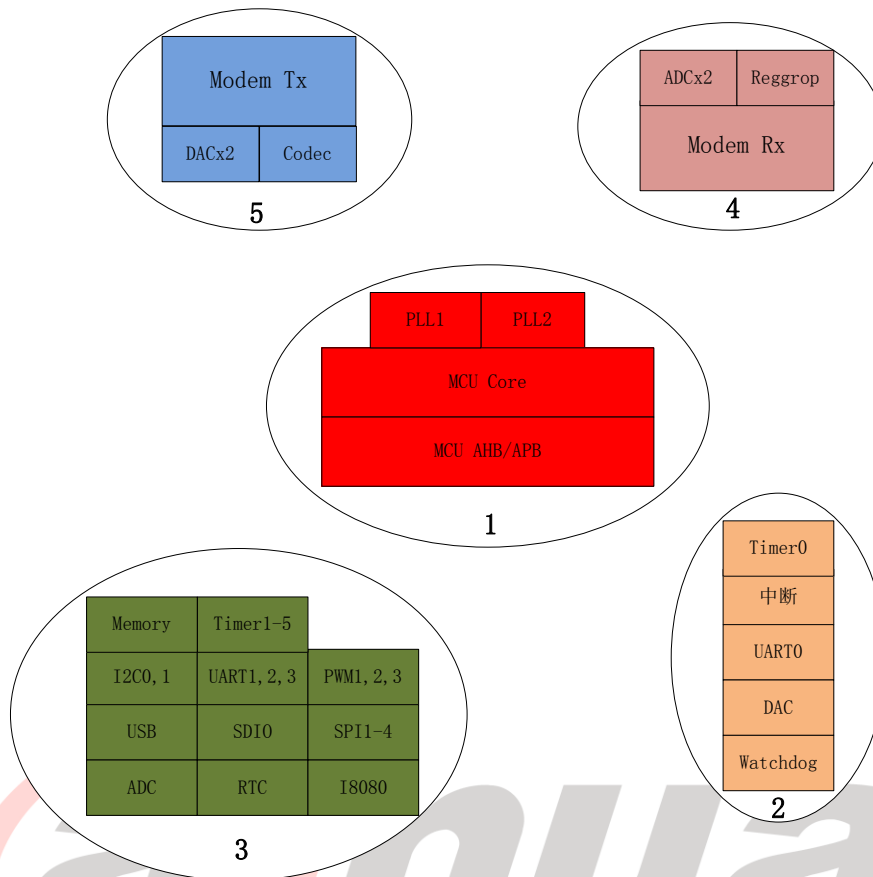 Modem Tx
DACx2 Codec
5
ADCx2 Reggrop
Modem Rx
4
PLL1 PLL2
MCU Core
MCU AHB/APB
1
Timer0
中断
UART0
DAC
Watchdog
2
Memory Timer1-5
I2C0,1 UART1,2,3 PWM1,2,3
USB SDIO SPI1-4
ADC RTC I8080
3